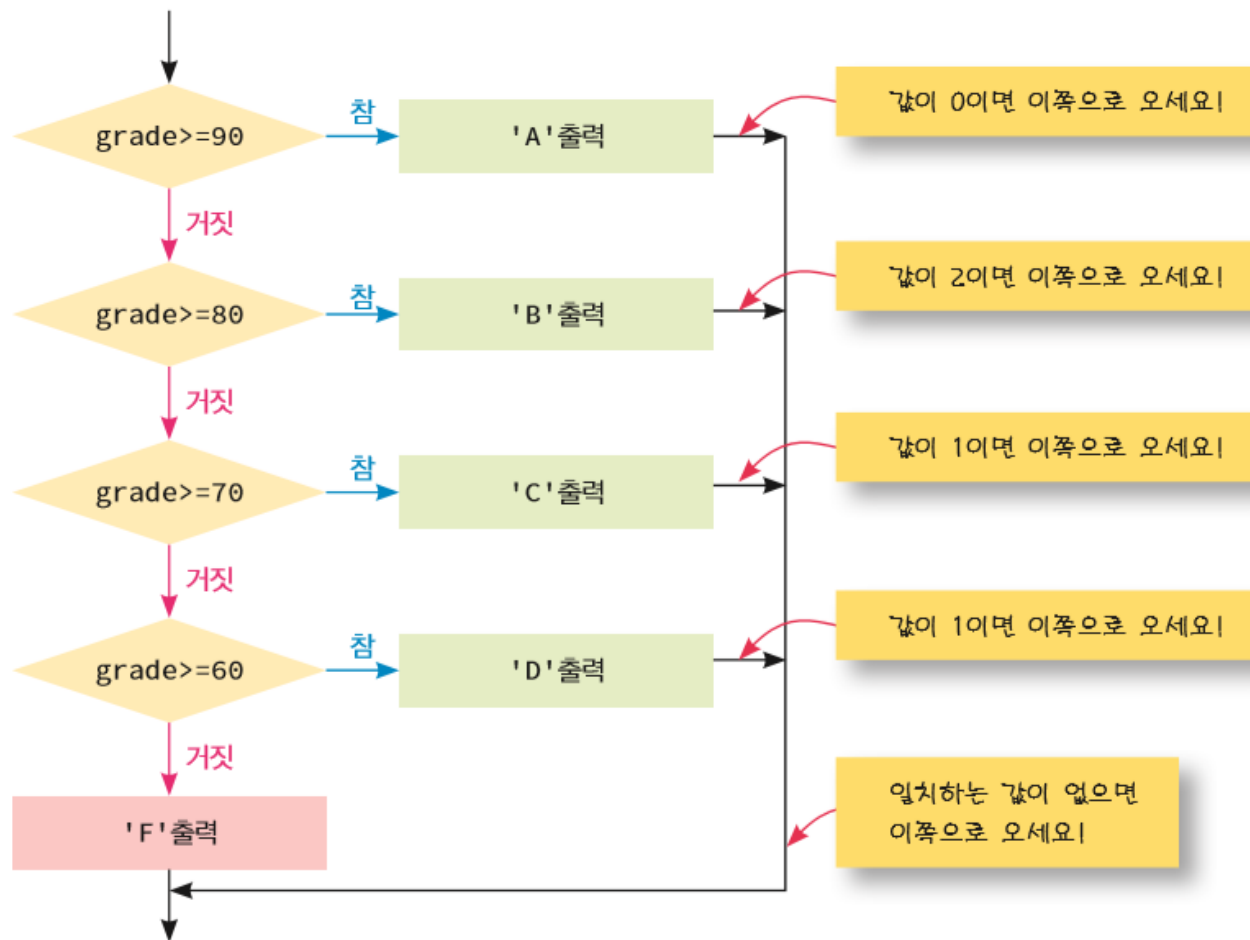 grade>=90
참
'A'출력
값이 0이면 이쪽으로 오세요!
거짓
grade>=80
참
'B'출력
값이 2이면 이쪽으로 오세요!
거짓
grade>=70
참
'C'출력
값이 1이면 이쪽으로 오세요!
거짓
grade>=60
참
'D'출력
값이 1이면 이쪽으로 오세요!
거짓
'F'출력
일치하는 값이 없으면
이쪽으로 오세요!